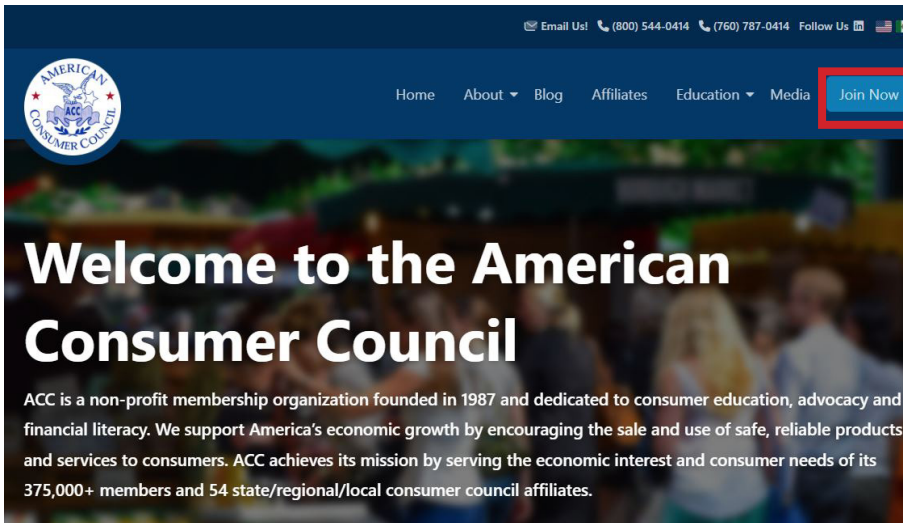 Email Us! (800) 544-0414 (760) 787-0414 Follow Us
AMERICAN
ACC
CONSUMER COUNCIL
Home About Blog Affiliates Education Media Join Now
Welcome to the American
Consumer Council
ACC is a non-profit membership organization founded in 1987 and dedicated to consumer education, advocacy and
financial literacy. We support America’s economic growth by encouraging the sale and use of safe, reliable products
and services to consumers. ACC achieves its mission by serving the economic interest and consumer needs of its
375,000+ members and 54 state/regional/local consumer council affiliates.